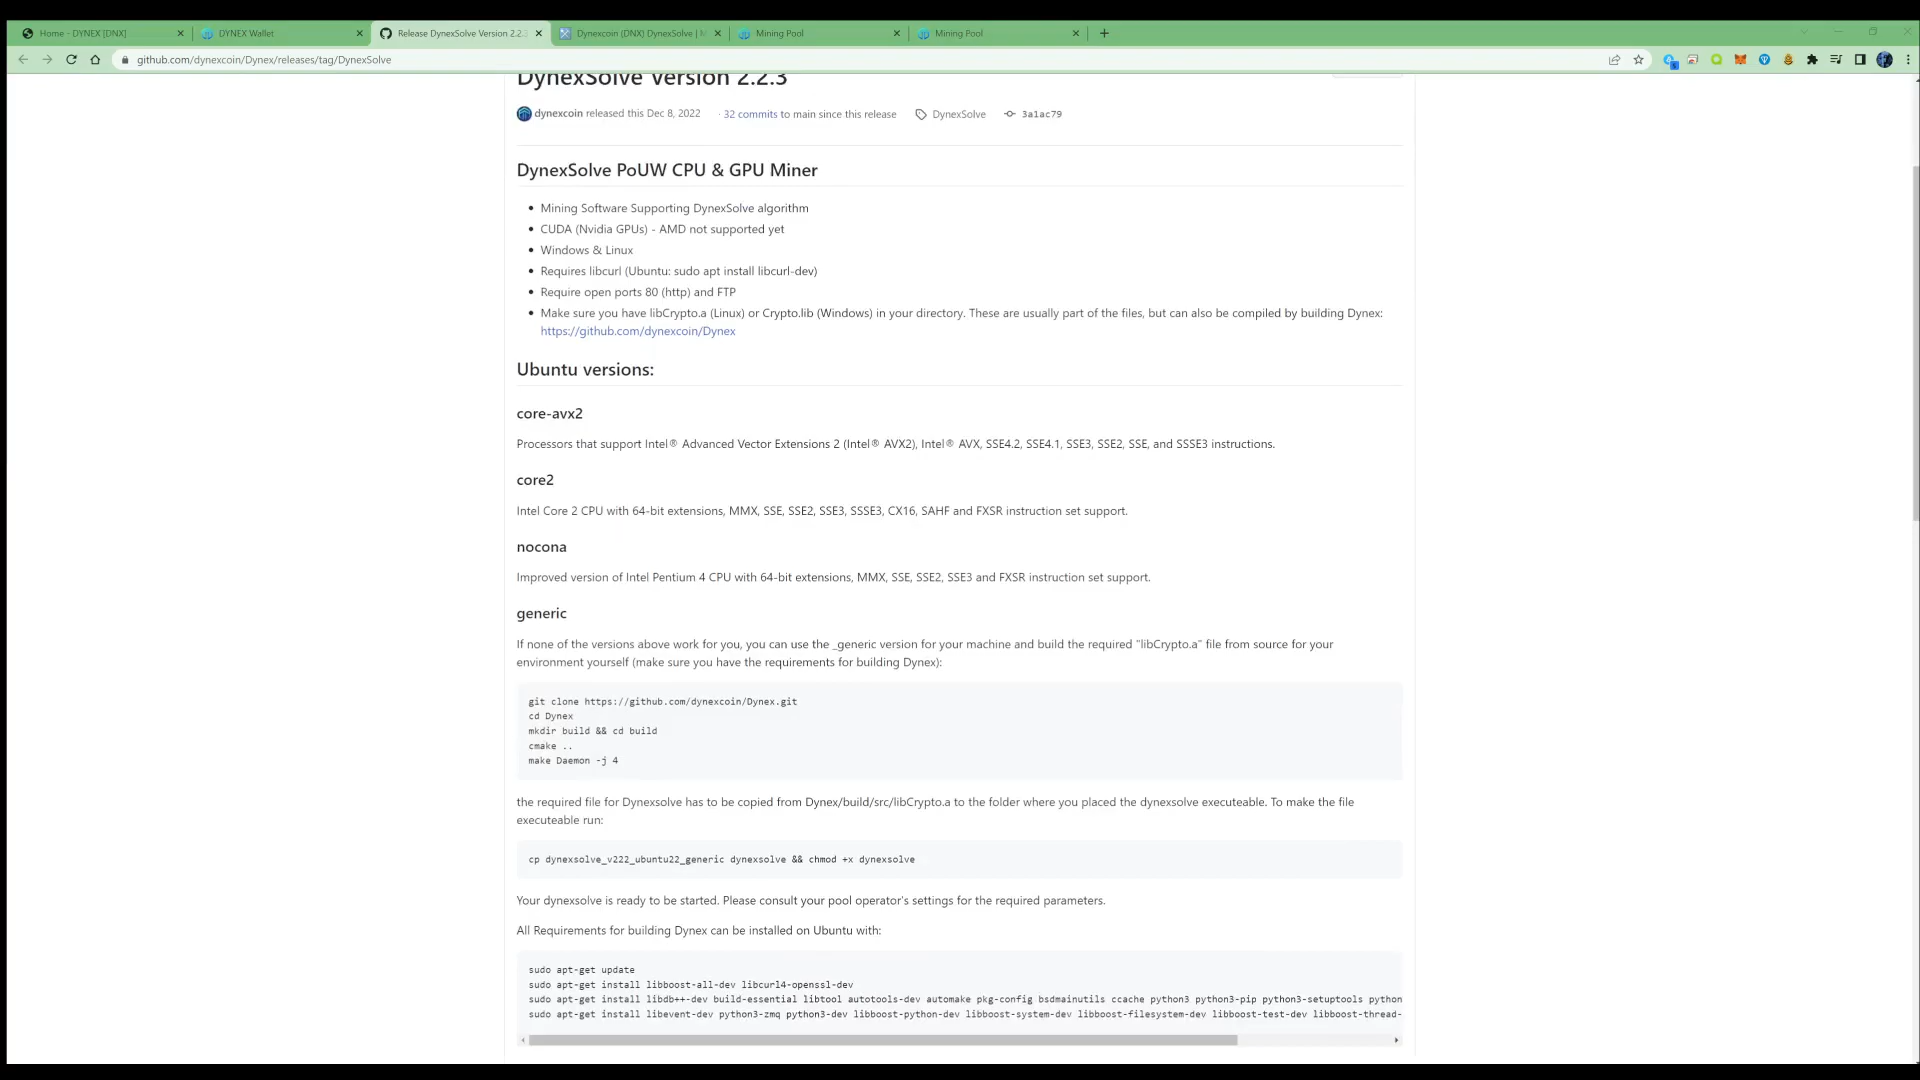 Home - DYNEX [DNX]
DYNEX Wallet
Release DynexSolve Version 2.2.3
Dynexcoin (DNX) DynexSolve |
Mining Pool
Mining Pool
github.com/dynexcoin/Dynex/releases/tag/DynexSolve
DynexSolve Version 2.2.3
dynexcoin released this Dec 8, 2022 · 32 commits to main since this release DynexSolve 3a1ac79
DynexSolve PoUW CPU & GPU Miner
• Mining Software Supporting DynexSolve algorithm
• CUDA (Nvidia GPUs) - AMD not supported yet
• Windows & Linux
• Requires libcurl (Ubuntu: sudo apt install libcurl-dev)
• Require open ports 80 (http) and FTP
• Make sure you have libCrypto.a (Linux) or Crypto.lib (Windows) in your directory. These are usually part of the files, but can also be compiled by building Dynex:
https://github.com/dynexcoin/Dynex
Ubuntu versions:
core-avx2
Processors that support Intel® Advanced Vector Extensions 2 (Intel® AVX2), Intel® AVX, SSE4.2, SSE4.1, SSE3, SSE2, SSE, and SSSE3 instructions.
core2
Intel Core 2 CPU with 64-bit extensions, MMX, SSE, SSE2, SSE3, SSSE3, CX16, SAHF and FXSR instruction set support.
nocona
Improved version of Intel Pentium 4 CPU with 64-bit extensions, MMX, SSE, SSE2, SSE3 and FXSR instruction set support.
generic
If none of the versions above work for you, you can use the _generic version for your machine and build the required "libCrypto.a" file from source for your
environment yourself (make sure you have the requirements for building Dynex):
git clone https://github.com/dynexcoin/Dynex.git
cd Dynex
mkdir build && cd build
cmake ..
make Daemon -j 4
the required file for Dynexsolve has to be copied from Dynex/build/src/libCrypto.a to the folder where you placed the dynexsolve executeable. To make the file
executeable run:
cp dynexsolve_v222_ubuntu22_generic dynexsolve && chmod +x dynexsolve
Your dynexsolve is ready to be started. Please consult your pool operator's settings for the required parameters.
All Requirements for building Dynex can be installed on Ubuntu with:
sudo apt-get update
sudo apt-get install libboost-all-dev libcurl4-openssl-dev
sudo apt-get install libdb++-dev build-essential libtool autotools-dev automake pkg-config bsdmainutils ccache python3 python3-pip python3-setuptools python
sudo apt-get install libevent-dev python3-zmq python3-dev libboost-python-dev libboost-system-dev libboost-filesystem-dev libboost-test-dev libboost-thread-